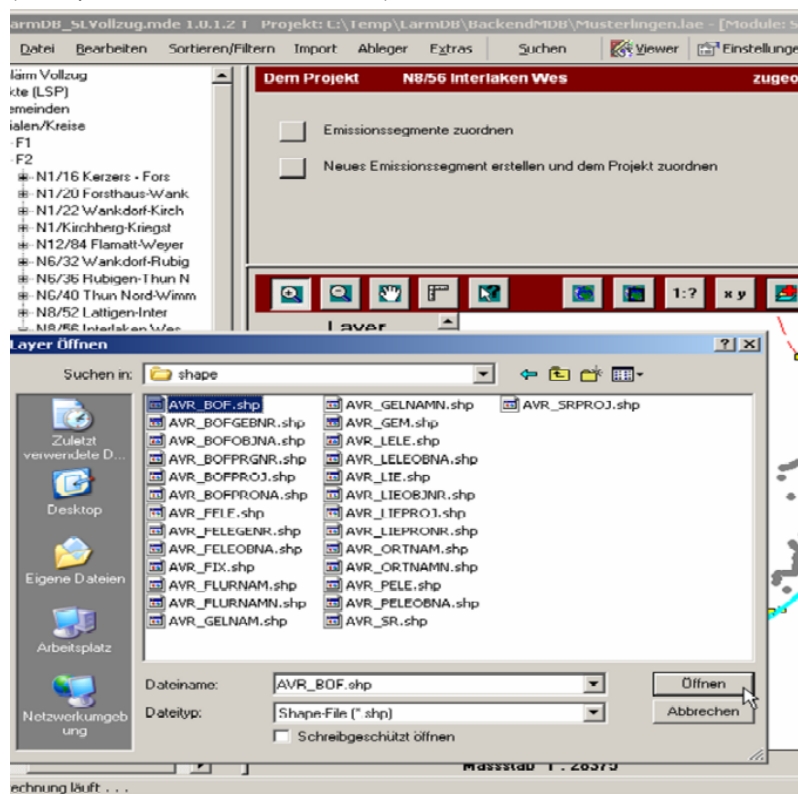 armDB_SLVollzug.mde 1.0.1.2 T Projekt: L:\Temp\LarmDB\BackendMDB\Musterlingen.lae - [Module: S
Datei Bearbeiten Sortieren/Filtern Import Ableger Extras Suchen Viewer Einstellunge
lärm Vollzug
kte (LSP)
emeinden
ialen/Kreise
F1
F2
N1/16 Kerzers - Fors
N1/20 Forsthaus-Wank
N1/22 Wankdorf-Kirch
N1/Kirchberg-Kriegst
N12/84 Flamatt-Weyer
N6/32 Wankdorf-Rubig
N6/36 Rubigen-Thun N
N6/40 Thun Nord-Wimm
N8/52 Lattigen-Inter
N8/56 Interlaken Wes
Dem Projekt N8/56 Interlaken Wes zugeo
Emissionssegmente zuordnen
Neues Emissionssegment erstellen und dem Projekt zuordnen
1:? x y
Layer
Layer Öffnen
Suchen in: shape
Zuletzt
verwendete D...
Desktop
Eigene Dateien
Arbeitsplatz
Netzwerkumgeb
ung
AVR_BOF.shp
AVR_BOFGEBNR.shp
AVR_BOFOBJNA.shp
AVR_BOFPRGNR.shp
AVR_BOFPROJ.shp
AVR_BOFPRONA.shp
AVR_FELE.shp
AVR_FELEGENR.shp
AVR_FELEOBNA.shp
AVR_FIX.shp
AVR_FLURNAM.shp
AVR_FLURNAMN.shp
AVR_GELNAM.shp
AVR_GELNAMN.shp
AVR_GEM.shp
AVR_LELE.shp
AVR_LELEOBNA.shp
AVR_LIE.shp
AVR_LIEOBJNR.shp
AVR_LIEPROJ.shp
AVR_LIEPRONR.shp
AVR_ORTNAM.shp
AVR_ORTNAMN.shp
AVR_PELE.shp
AVR_PELEOBNA.shp
AVR_SR.shp
AVR_SRPROJ.shp
Dateiname: AVR_BOF.shp Öffnen
Dateityp: Shape-File (*.shp) Abbrechen
Schreibgeschützt öffnen
Massstab 1 : 28375
echnung läuft . . .